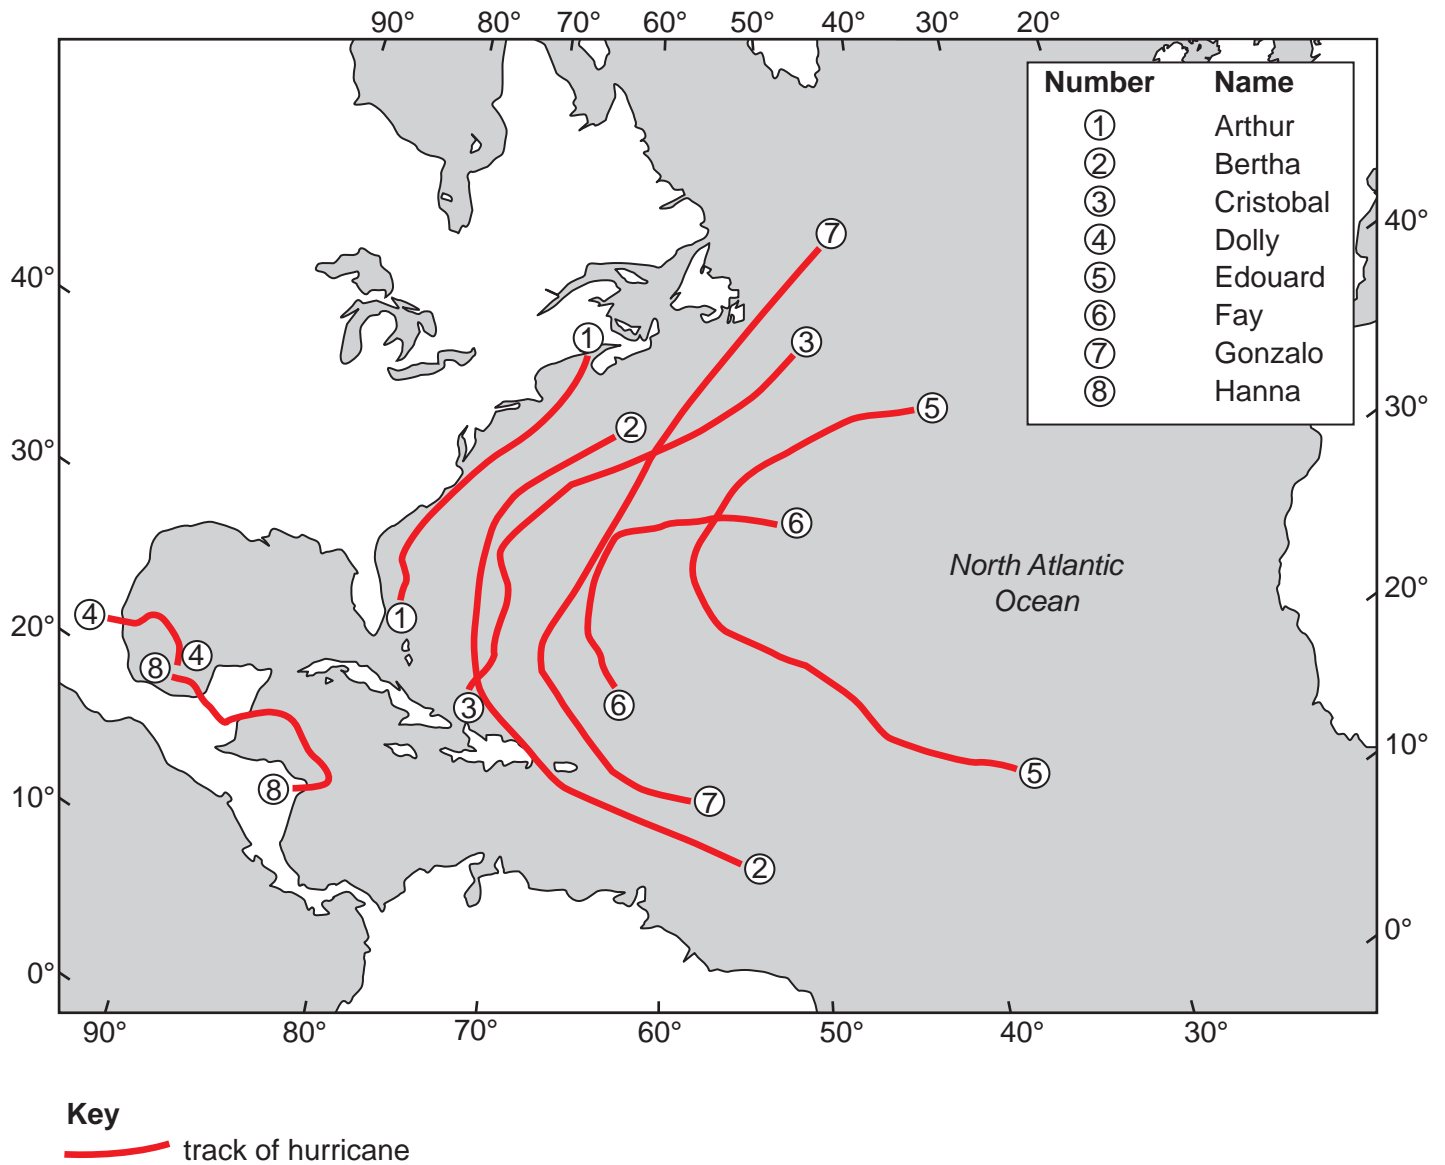 90° 80° 70° 60° 50° 40° 30° 20°
Number Name
1 Arthur
2 Bertha
3 Cristobal
4 Dolly
5 Edouard
6 Fay
7 Gonzalo
8 Hanna
40°
30°
20°
10°
0°
40°
30°
20°
10°
0°
7
1
3
2
5
6
North Atlantic
Ocean
4
1
4
8
3
6
8
7
5
2
90° 80° 70° 60° 50° 40° 30°
Key
track of hurricane